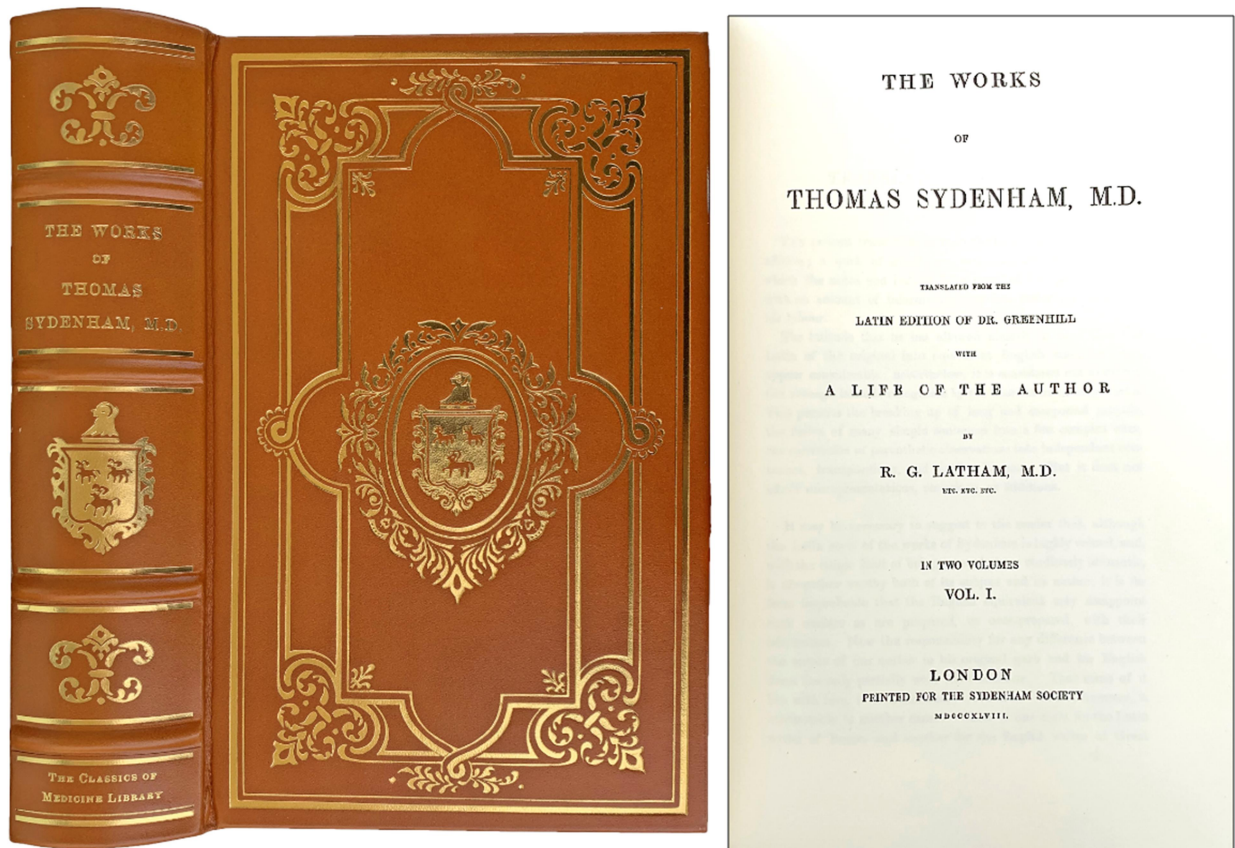 THE WORKS
OF
THOMAS
SYDENHAM, M.D.
THE CLASSICS OF
MEDICINE LIBRARY
THE WORKS
OF
THOMAS SYDENHAM, M.D.
TRANSLATED FROM THE
LATIN EDITION OF DR. GREENHILL
WITH
A LIFE OF THE AUTHOR
BY
R. G. LATHAM, M.D.
ETC. ETC. ETC.
IN TWO VOLUMES
VOL. I.
LONDON
PRINTED FOR THE SYDENHAM SOCIETY
MDCCCXLVIII.